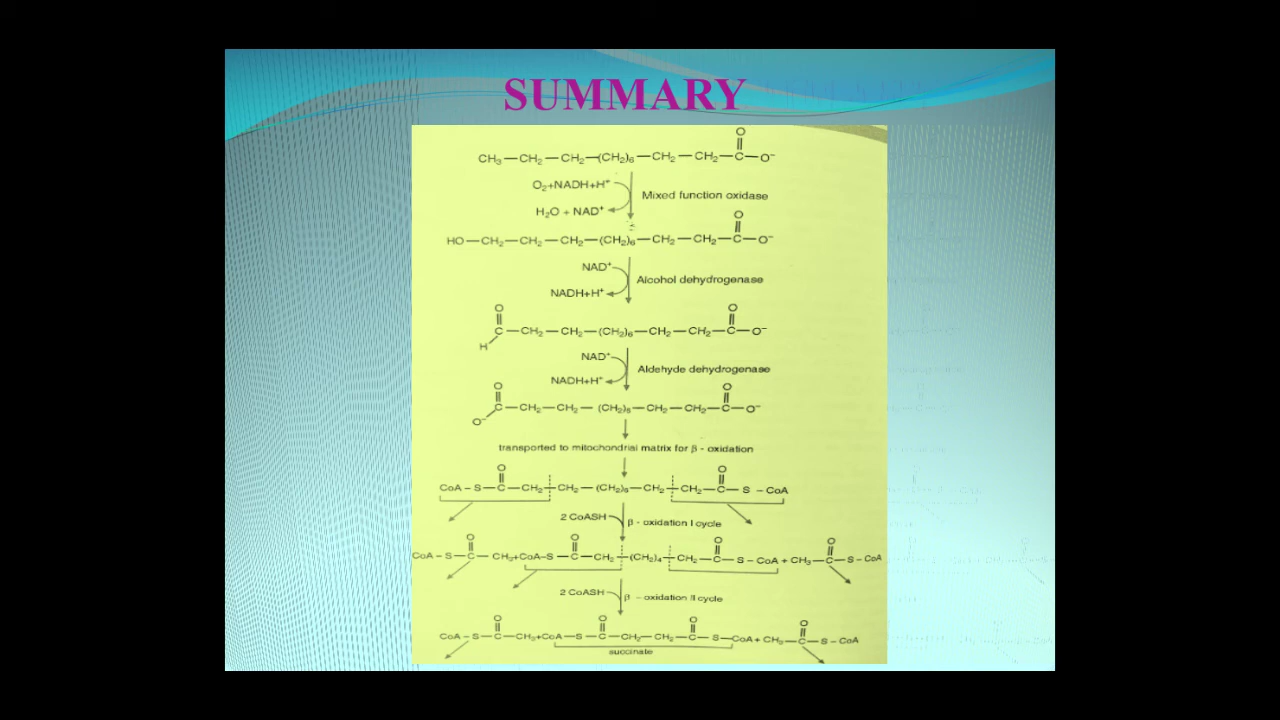 SUMMARY
O
CH₃—CH₂—CH₂—(CH₂)₆—CH₂—CH₂—C—O⁻
O₂+NADH+H⁺
Mixed function oxidase
H₂O + NAD⁺
O
HO—CH₂—CH₂—CH₂—(CH₂)₆—CH₂—CH₂—C—O⁻
NAD⁺
Alcohol dehydrogenase
NADH+H⁺
O O
C—CH₂—CH₂—(CH₂)₆—CH₂—CH₂—C—O⁻
H
NAD⁺
Aldehyde dehydrogenase
NADH+H⁺
O O
C—CH₂—CH₂—(CH₂)₆—CH₂—CH₂—C—O⁻
O⁻
transported to mitochondrial matrix for β - oxidation
O O
CoA–S—C—CH₂—CH₂—(CH₂)₆—CH₂—CH₂—C—S–CoA
2 CoASH
β - oxidation I cycle
O O O O
CoA–S—C—CH₃+CoA–S—C—CH₂—(CH₂)₄—CH₂—C—S–CoA+CH₃—C—S–CoA
2 CoASH
β – oxidation II cycle
O O O O
CoA–S—C—CH₃+CoA—S—C—CH₂—CH₂—C—S—CoA+CH₃—C—S–CoA
succinate